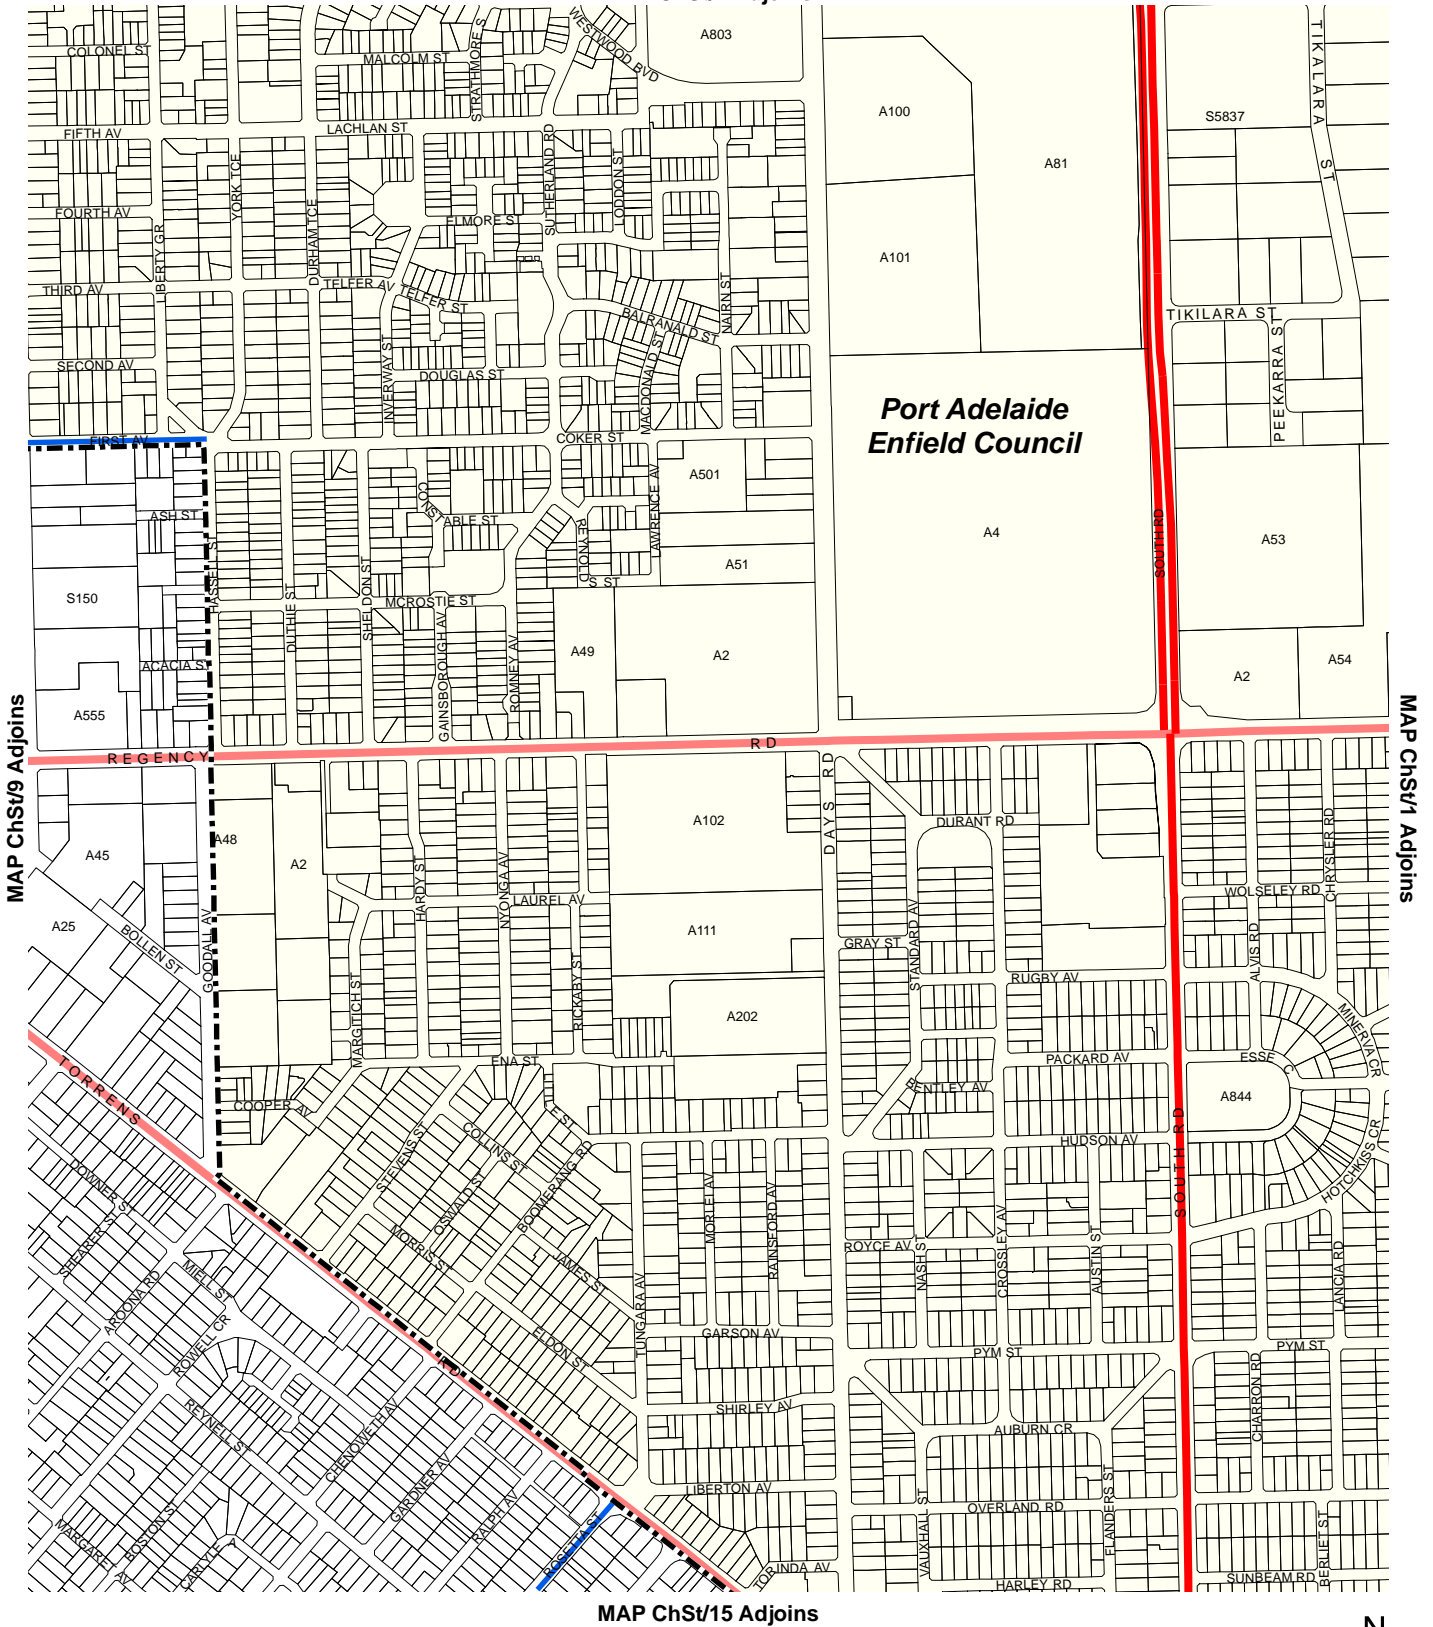 A803
COLONEL ST
MALCOLM ST
STRATHMORE S
WESTWOOD BVD
TIKALARA ST
A100
S5837
FIFTH AV
LACHLAN ST
A81
YORK TCE
SUTHERLAND RD
LODDON ST
FOURTH AV
ELMORE ST
LIBERTY GR
DURHAM TCE
A101
THIRD AV
TELFER AV
TELFER ST
NAIRN ST
BALRANALD ST
TIKILARA ST
PEEKARRA ST
SECOND AV
INVERWAY ST
DOUGLAS ST
MACDONALD ST
Port Adelaide
Enfield Council
FIRST AV
COKER ST
A501
LAWRENCE AV
CONSTABLE ST
ASH ST
REYNOLD
S ST
A4
A53
SOUTH RD
A51
HASSELL ST
S150
DUTHIE ST
SHELDON ST
MCROSTIE ST
GAINSBOROUGH AV
ROMNEY AV
A49
A2
A2
A54
ACACIA ST
A555
REGENCY
RD
MAP ChSt/9 Adjoins
MAP ChSt/1 Adjoins
DAYS RD
A102
DURANT RD
CHRYSLER RD
A48
A45
A2
HARDY ST
NYONGA AV
LAUREL AV
WOLSELEY RD
A25
BOLLEN ST
GOODALL AV
A111
GRAY ST
STANDARD AV
ALVIS RD
RUGBY AV
MARGITICH ST
RICKABY ST
A202
MINERVA CR
TORRENS
ENA ST
PACKARD AV
ESSE
C
BENTLEY AV
A844
COOPER AV
E ST
HUDSON AV
HOTCHKISS CR
STEVENS ST
COLLINS ST
BOOMERANG RD
SOUTH RD
DOWNER ST
OSWALD ST
MORLEI AV
RAINSFORD AV
SHEARER ST
MORRIS ST
JAMES ST
ROYCE AV
NASH ST
CROSSLEY AV
AUSTIN ST
LANCIA RD
MIELL ST
AROONA RD
TUNGARA AV
ROWELL CR
ELDON ST
GARSON AV
PYM ST
PYM ST
RD
CHARRON RD
SHIRLEY AV
REYNELL ST
CHENOWETH AV
AUBURN CR
GARDNER AV
RALPH AV
LIBERTON AV
VAUXHALL ST
OVERLAND RD
FLANDERS ST
BERLIET ST
MARGARET AV
BOSTON ST
CARLYLE A
ROSETTA ST
TOR
INDA AV
HARLEY RD
SUNBEAM RD
MAP ChSt/15 Adjoins